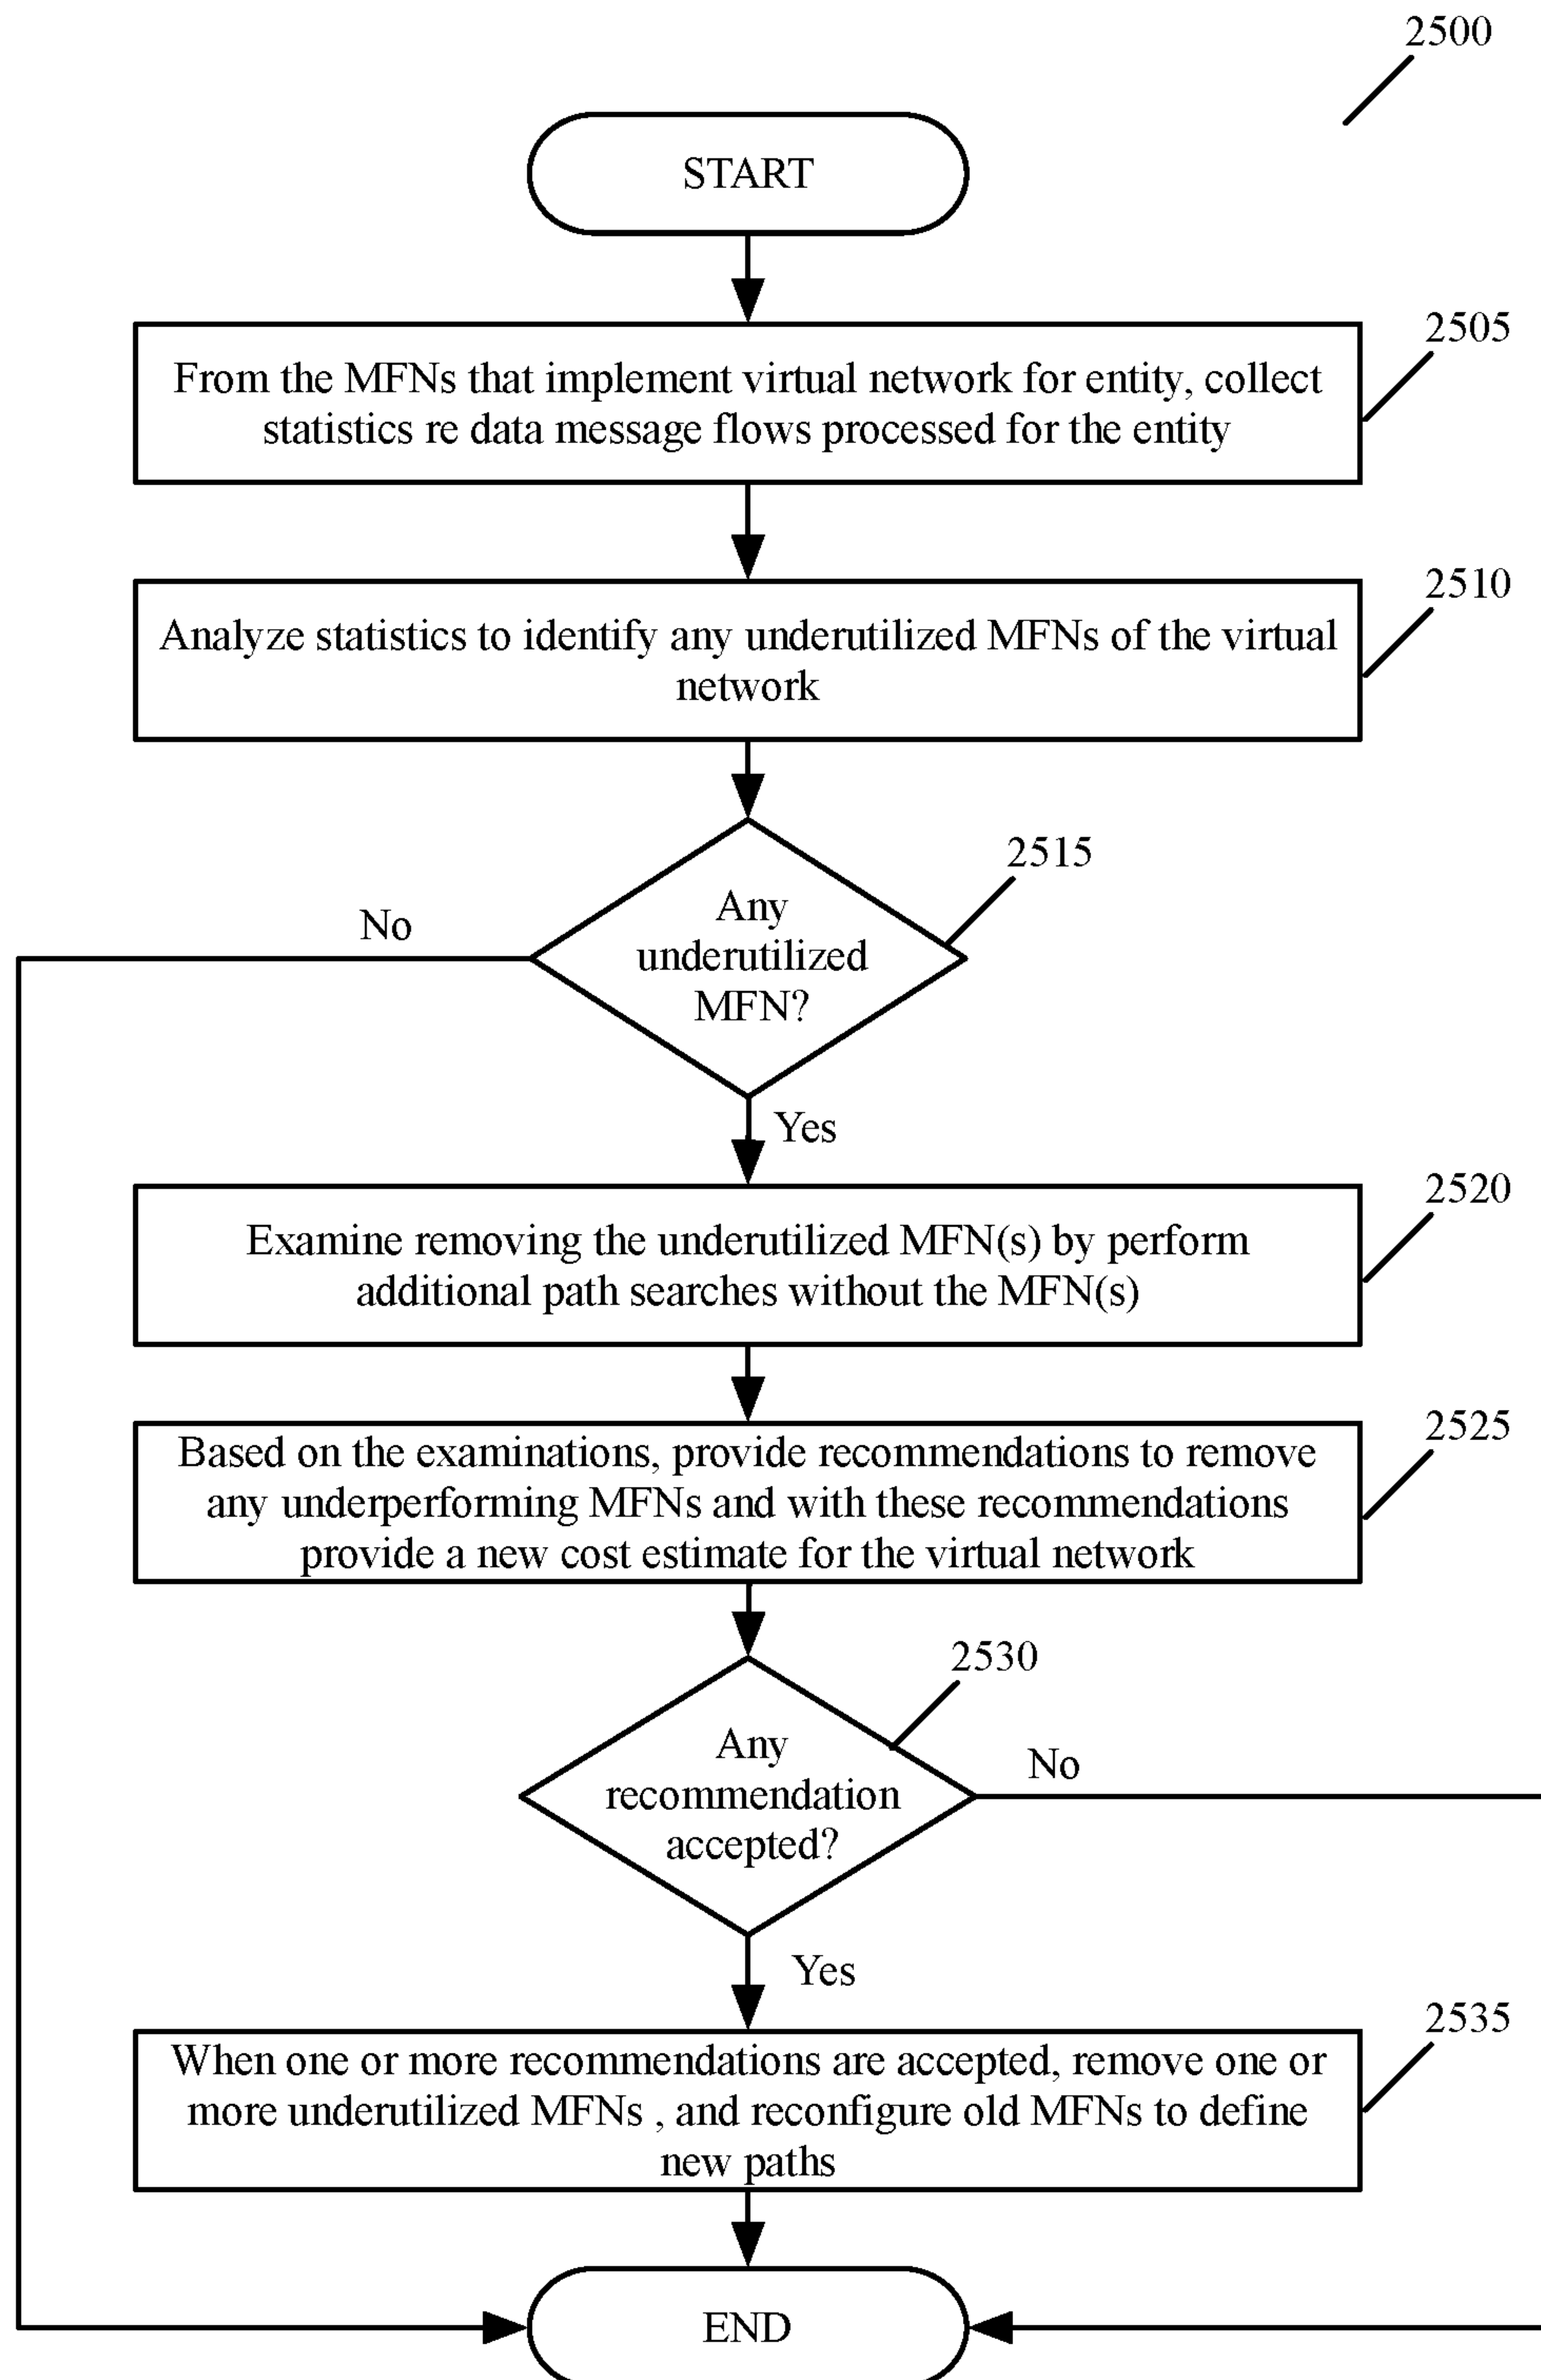 2500
START
2505
From the MFNs that implement virtual network for entity, collect
statistics re data message flows processed for the entity
2510
Analyze statistics to identify any underutilized MFNs of the virtual
network
2515
Any
underutilized
MFN?
No
Yes
2520
Examine removing the underutilized MFN(s) by perform
additional path searches without the MFN(s)
2525
Based on the examinations, provide recommendations to remove
any underperforming MFNs and with these recommendations
provide a new cost estimate for the virtual network
2530
Any
recommendation
accepted?
No
Yes
2535
When one or more recommendations are accepted, remove one or
more underutilized MFNs , and reconfigure old MFNs to define
new paths
END